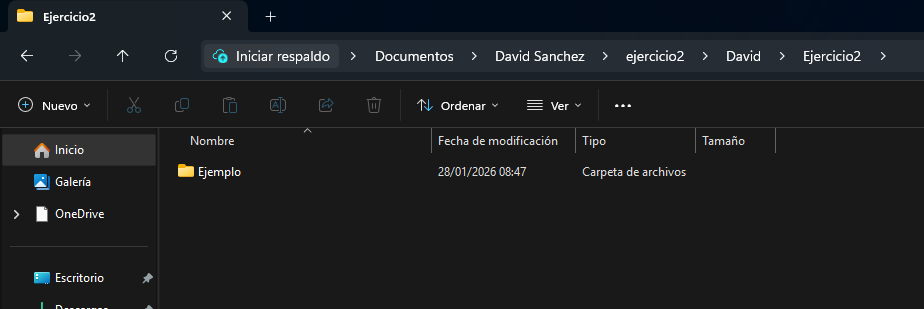 Ejercicio2
Iniciar respaldo > Documentos > David Sanchez > ejercicio2 > David > Ejercicio2 >
Nuevo Ordenar Ver
Nombre Fecha de modificación Tipo Tamaño
Inicio
Ejemplo 28/01/2026 08:47 Carpeta de archivos
Galería
OneDrive
Escritorio